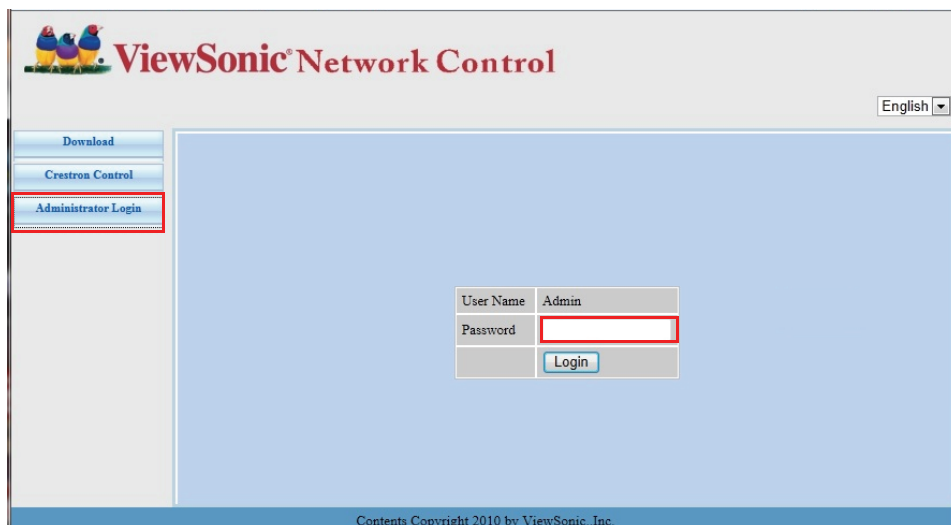 ViewSonic® Network Control
English
Download
Crestron Control
Administrator Login
User Name Admin
Password
Login
Contents Copyright 2010 by ViewSonic, Inc.